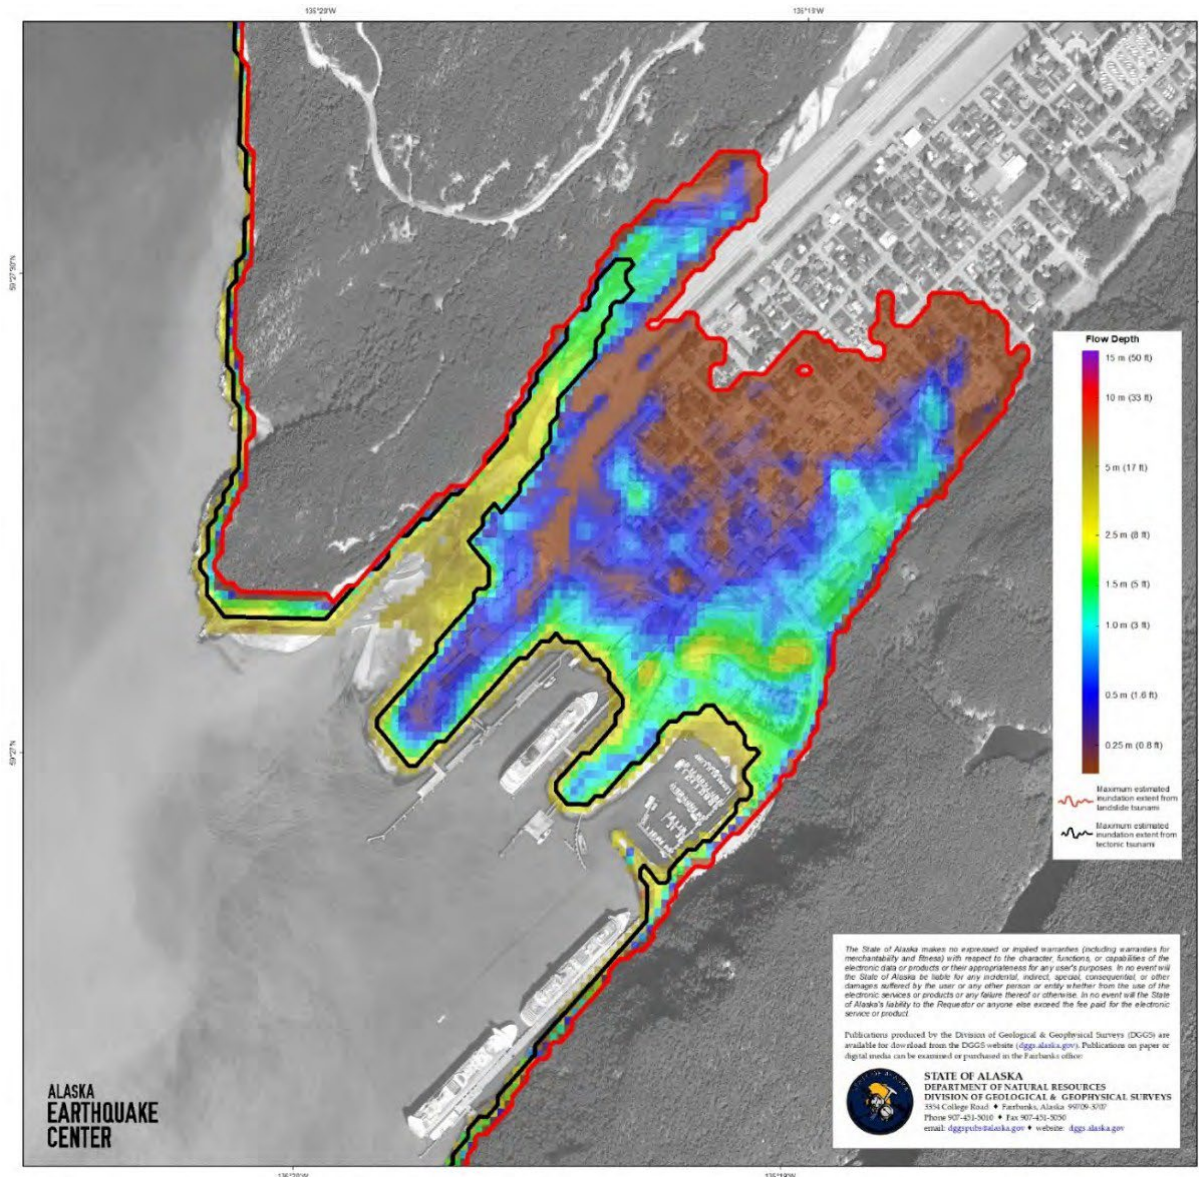 135°19'W
59°27'30"N
59°27'N
Flow Depth
15 m (50 ft)
10 m (33 ft)
5 m (17 ft)
2.5 m (8 ft)
1.5 m (5 ft)
1.0 m (3 ft)
0.5 m (1.6 ft)
0.25 m (0.8 ft)
Maximum estimated
inundation extent from
landslide tsunami
Maximum estimated
inundation extent from
tectonic tsunami
The State of Alaska makes no expressed or implied warranties (including warranties for
merchantability and fitness) with respect to the character, functions, or capabilities of the
electronic data or products or their appropriateness for any user's purposes. In no event will
the State of Alaska be liable for any incidental, indirect, special, consequential, or other
damages suffered by the user or any other person or entity whether from the use of the
electronic services or products or any failure thereof or otherwise. In no event will the State
of Alaska's liability to the Requestor or anyone else exceed the fee paid for the electronic
service or product.
Publications produced by the Division of Geological & Geophysical Surveys (DGGS) are
available for download from the DGGS website (dggs.alaska.gov). Publications on paper or
digital media can be examined or purchased in the Fairbanks office:
STATE OF ALASKA
DEPARTMENT OF NATURAL RESOURCES
DIVISION OF GEOLOGICAL & GEOPHYSICAL SURVEYS
3354 College Road ♦ Fairbanks, Alaska 99709-3707
Phone 907-451-5010 ♦ Fax 907-451-5050
email: dggspubs@alaska.gov ♦ website: dggs.alaska.gov
ALASKA
EARTHQUAKE
CENTER